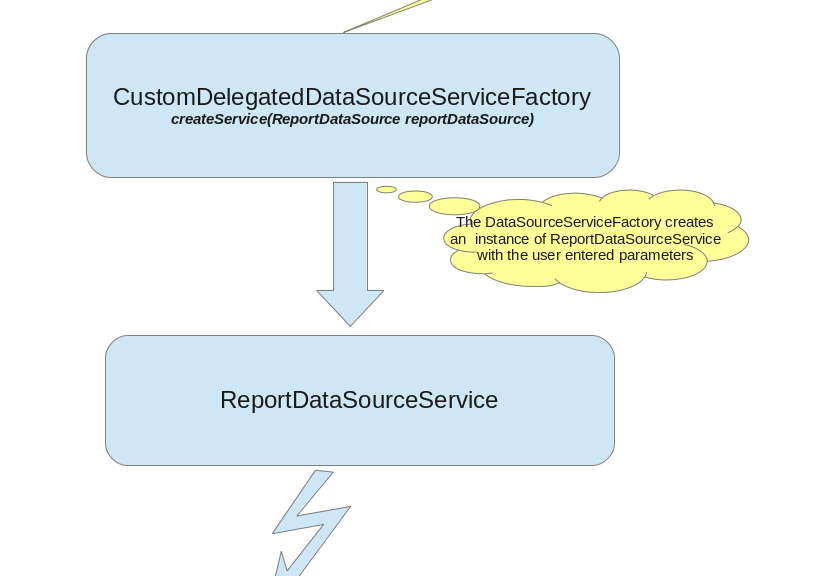 CustomDelegatedDataSourceServiceFactory
createService(ReportDataSource reportDataSource)
The DataSourceServiceFactory creates
an  instance of ReportDataSourceService
with the user entered parameters
ReportDataSourceService